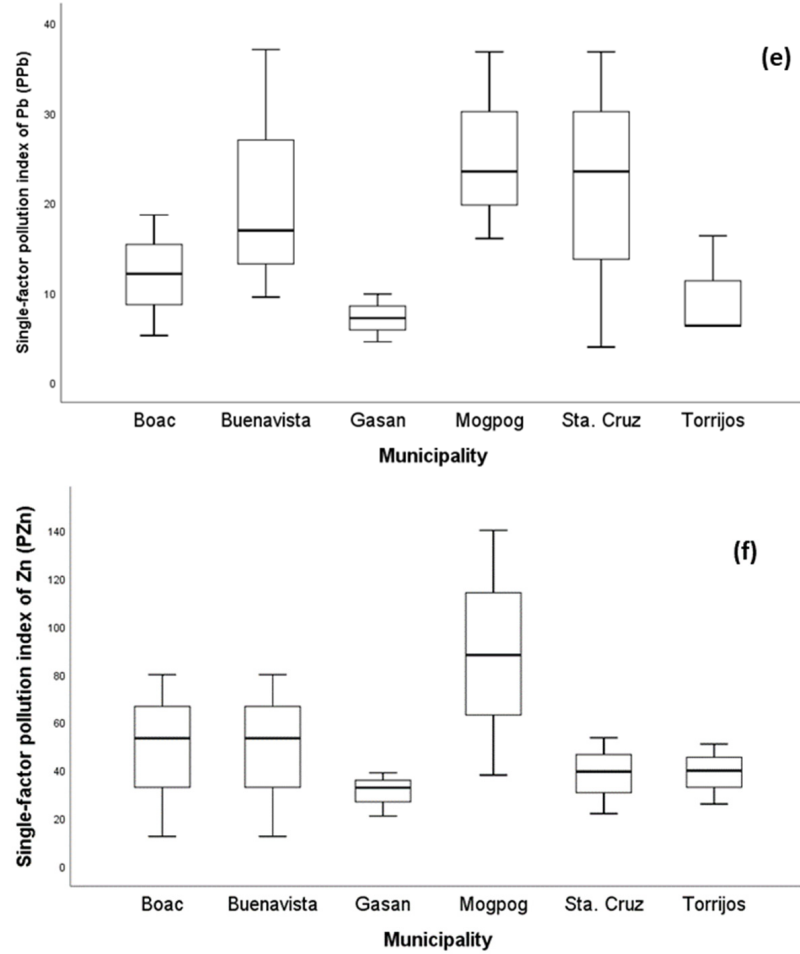 (e)
Single-factor pollution index of Pb (PPb)
40
30
20
10
0
Boac Buenavista Gasan Mogpog Sta. Cruz Torrijos
Municipality
(f)
Single-factor pollution index of Zn (PZn)
140
120
100
80
60
40
20
0
Boac Buenavista Gasan Mogpog Sta. Cruz Torrijos
Municipality